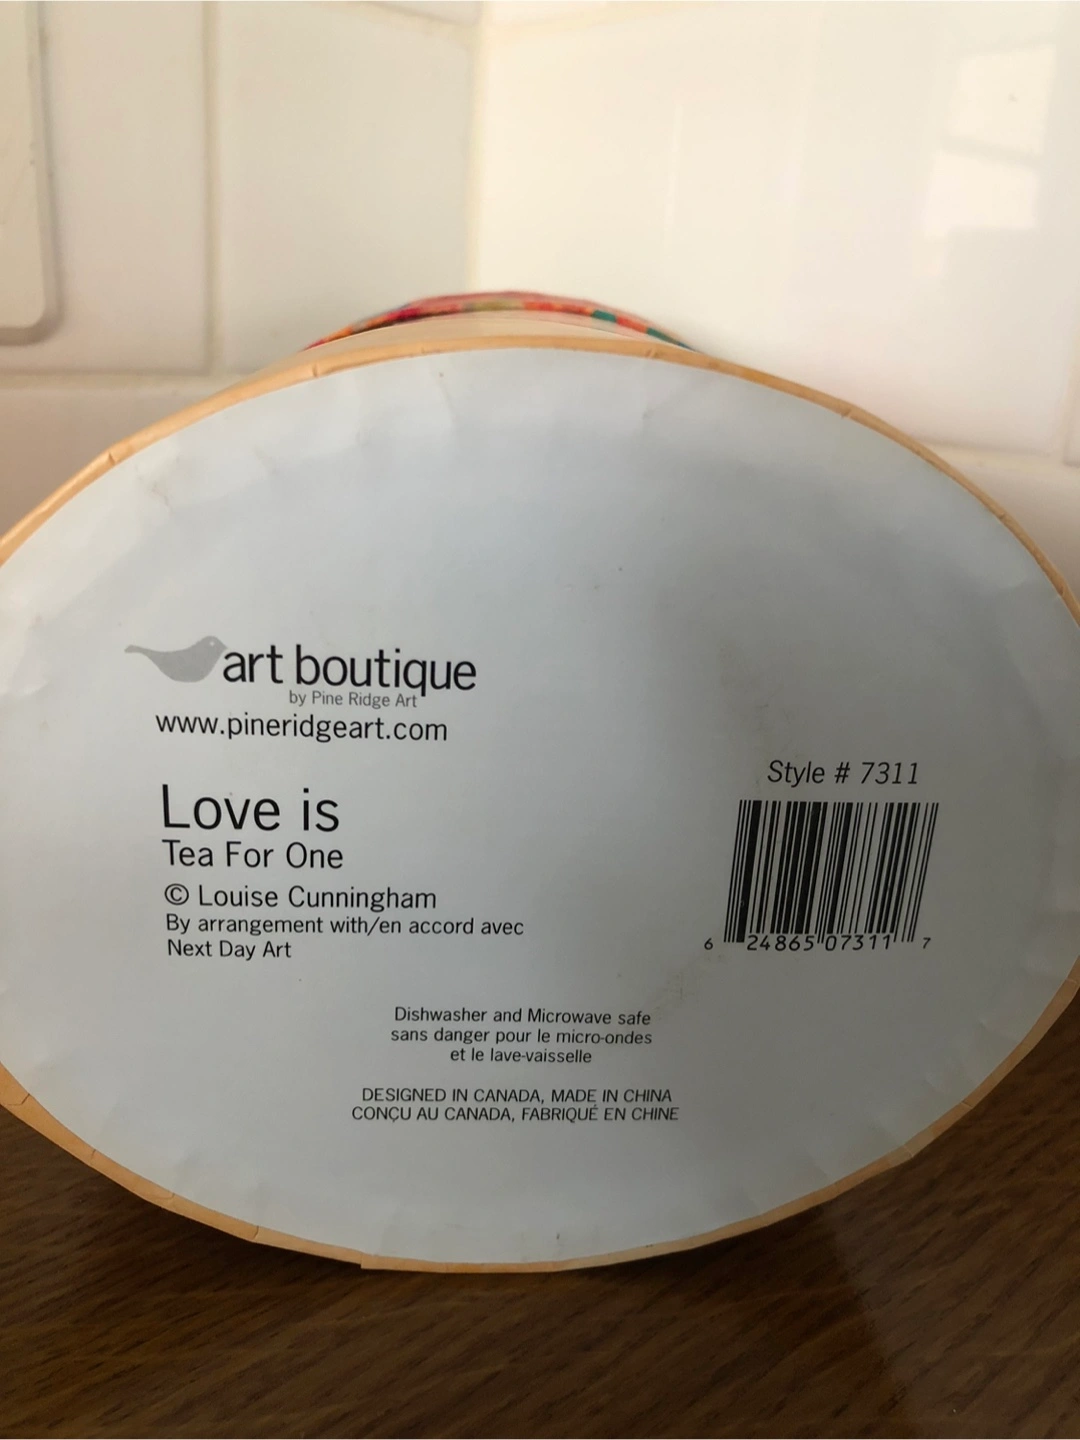 art boutique
by Pine Ridge Art
www.pineridgeart.com
Love is
Tea For One
© Louise Cunningham
By arrangement with/en accord avec
Next Day Art
Style # 7311
6 24865 07311 7
Dishwasher and Microwave safe
sans danger pour le micro-ondes
et le lave-vaisselle
DESIGNED IN CANADA, MADE IN CHINA
CONÇU AU CANADA, FABRIQUÉ EN CHINE